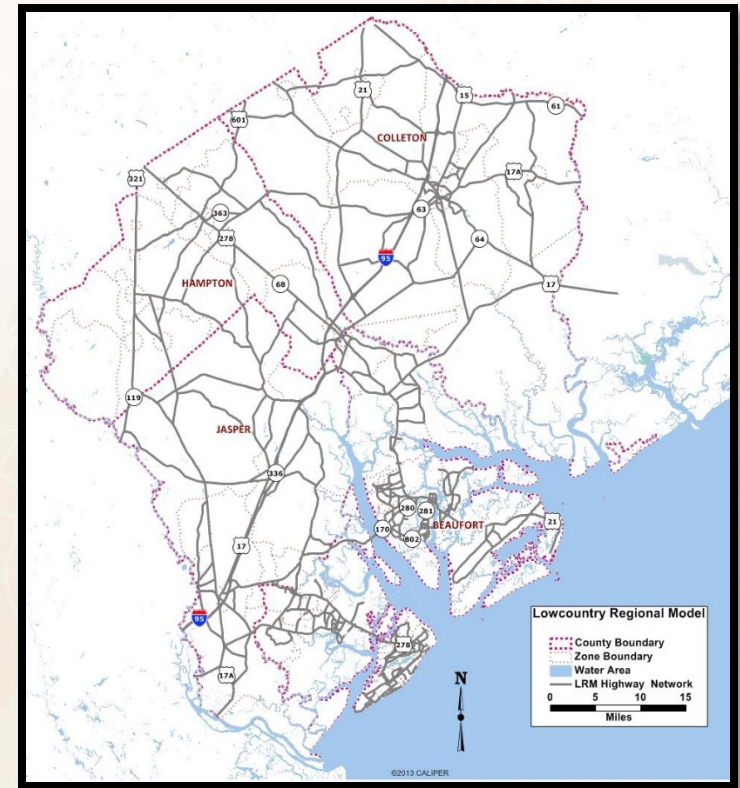 21
15
61
601
COLLETON
17A
321
363
63
278
64
95
HAMPTON
68
17
119
JASPER
336
280
281
21
170
BEAUFORT
802
17
95
278
17A
Lowcountry Regional Model
County Boundary
Zone Boundary
Water Area
LRM Highway Network
0 5 10 15
Miles
N
©2013 CALIPER